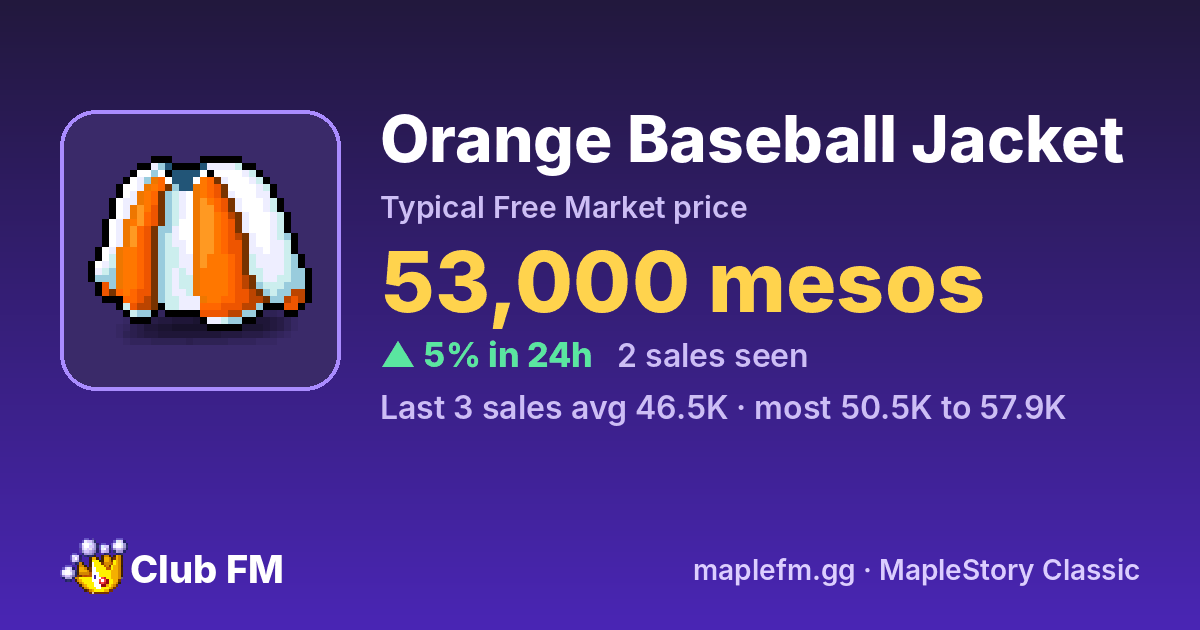 Orange Baseball Jacket
Typical Free Market price
53,000 mesos
▲ 5% in 24h 2 sales seen
Last 3 sales avg 46.5K · most 50.5K to 57.9K
Club FM
maplefm.gg · MapleStory Classic